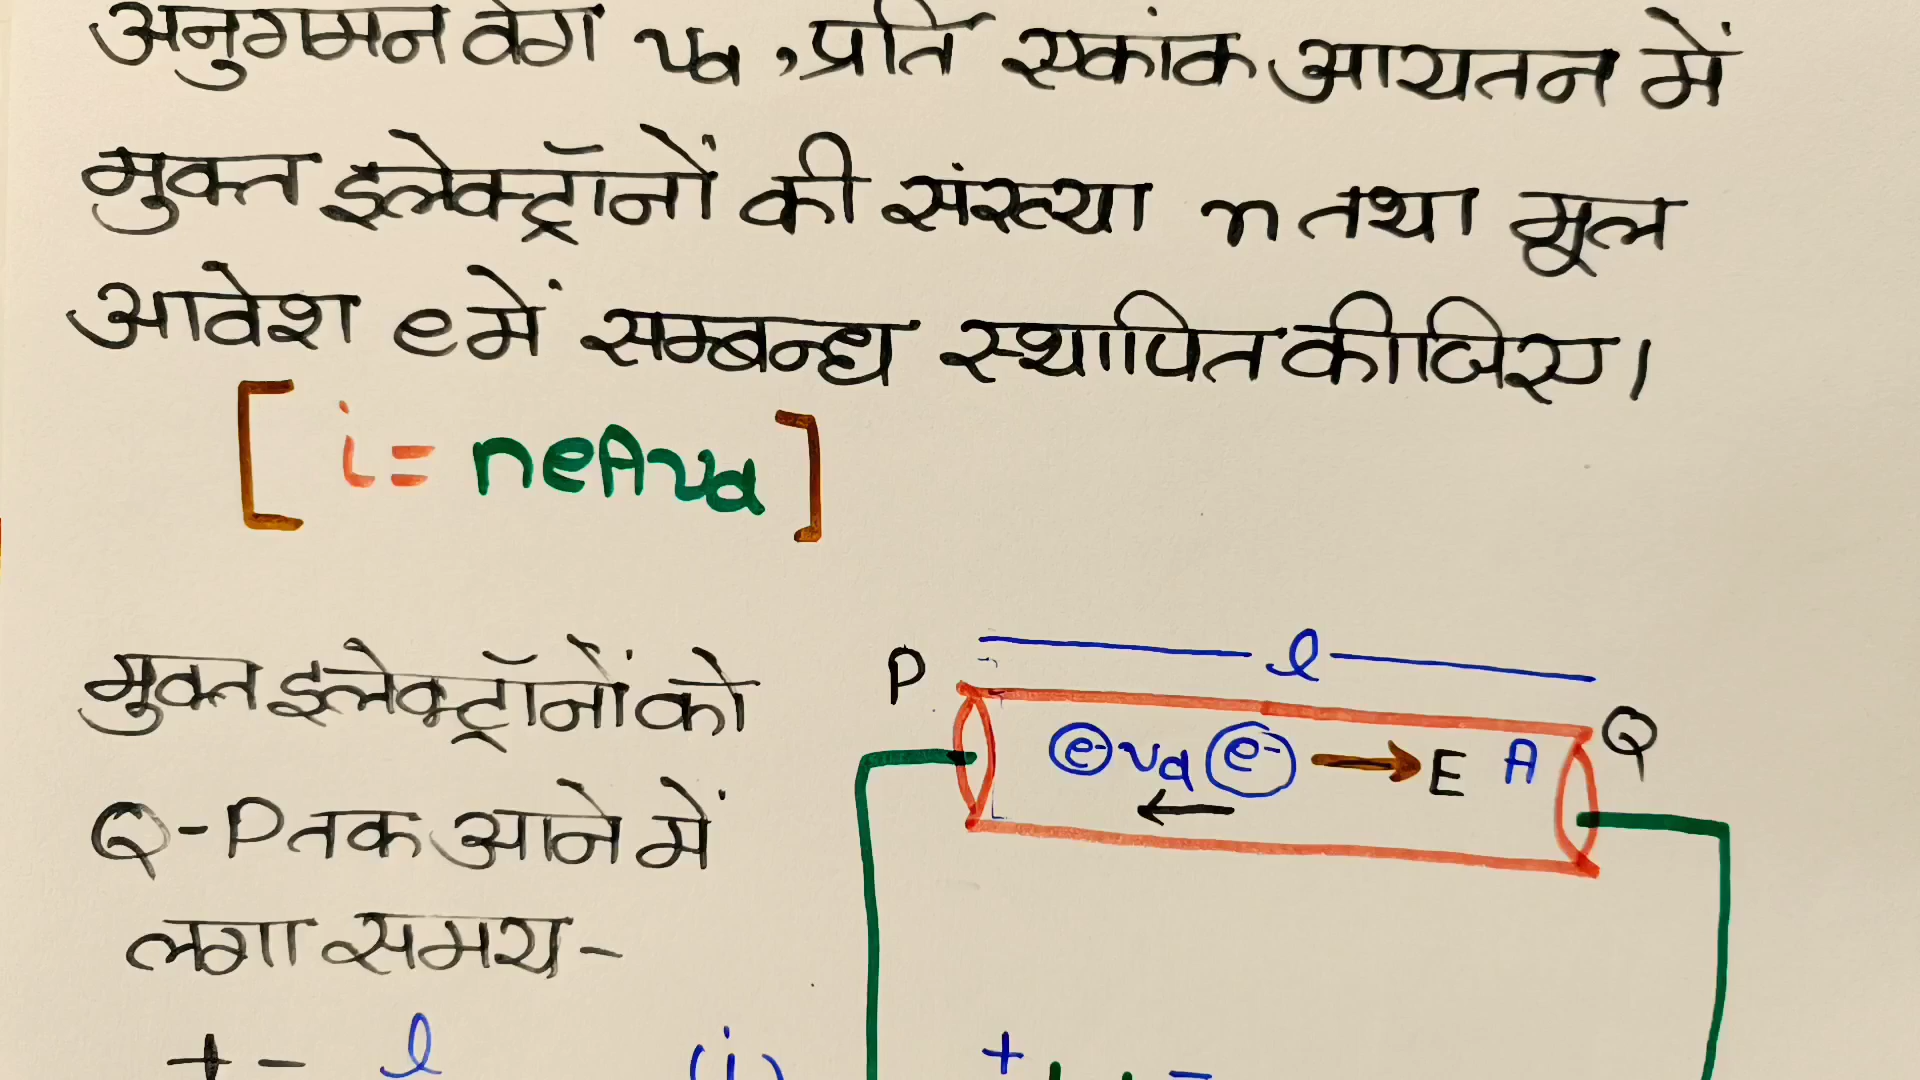 अनुगमन वेग vd , प्रति एकांक आयतन में
मुक्त इलेक्ट्रॉनों की संख्या n तथा मूल
आवेश e में सम्बन्ध स्थापित कीजिए।
[ i = neAvd ]
मुक्त इलेक्ट्रॉनों को
Q-P तक आने में
लगा समय-
P
l
Q
e- vd e- → E A
←
t = l (i)
+ -